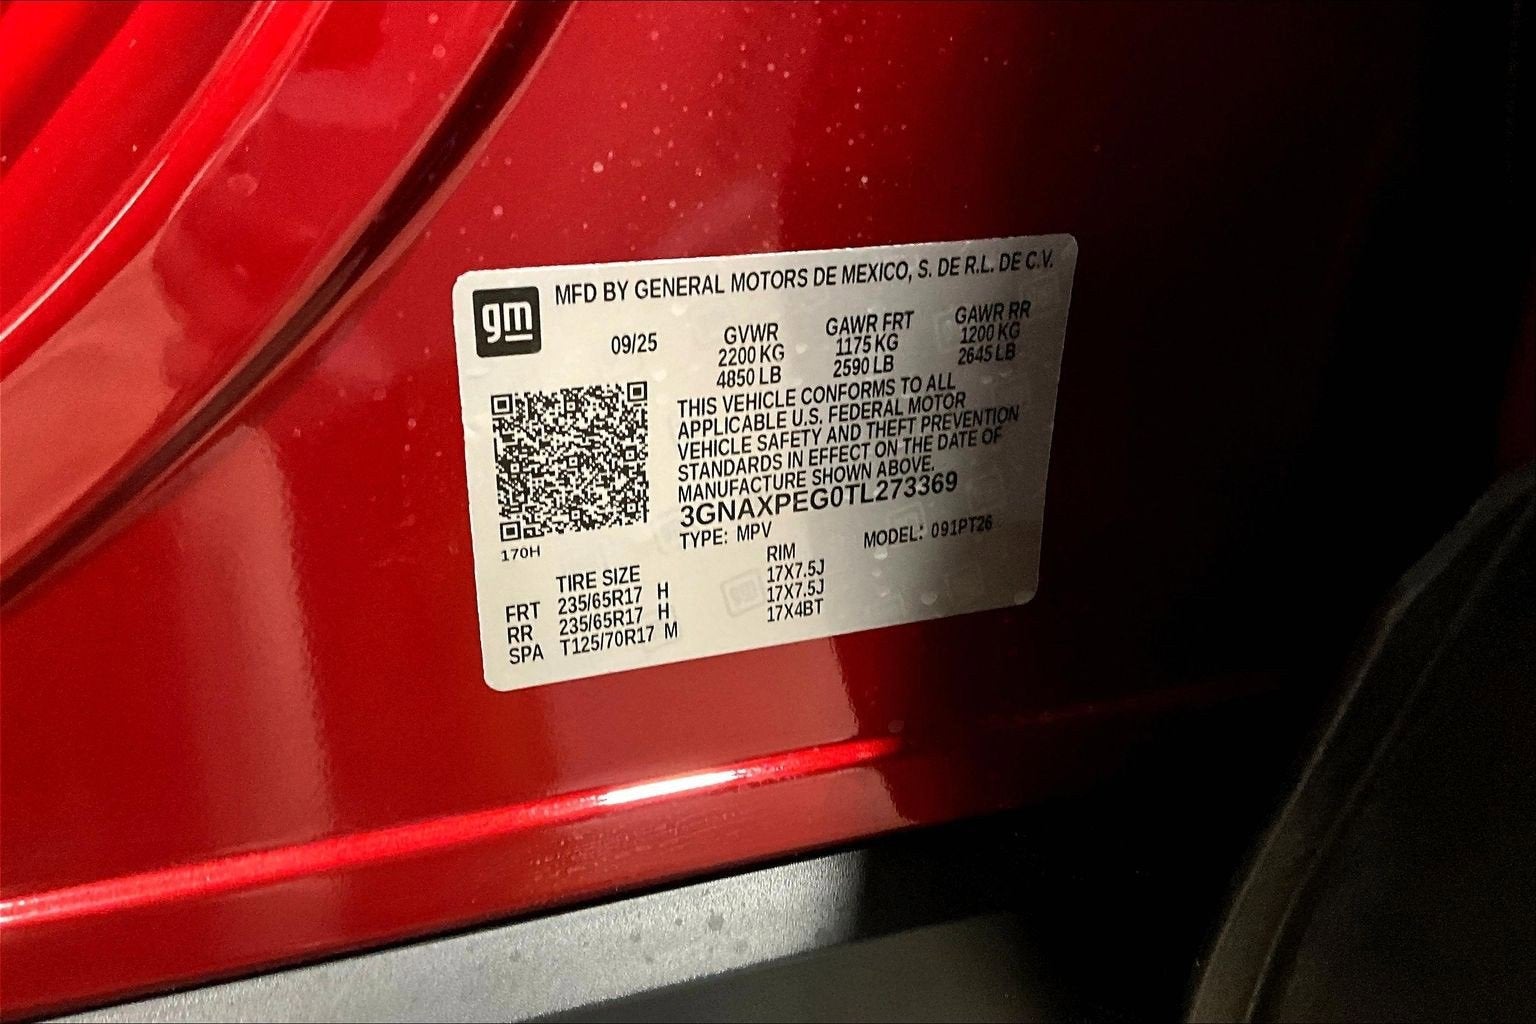 gm
MFD BY GENERAL MOTORS DE MEXICO, S. DE R.L. DE C.V.
09/25 GVWR GAWR FRT GAWR RR
2200 KG 1175 KG 1200 KG
4850 LB 2590 LB 2645 LB
THIS VEHICLE CONFORMS TO ALL
APPLICABLE U.S. FEDERAL MOTOR
VEHICLE SAFETY AND THEFT PREVENTION
STANDARDS IN EFFECT ON THE DATE OF
MANUFACTURE SHOWN ABOVE.
3GNAXPEG0TL273369
TYPE: MPV MODEL: 091PT26
170H
TIRE SIZE RIM
FRT 235/65R17 H 17X7.5J
RR 235/65R17 H 17X7.5J
SPA T125/70R17 M 17X4BT